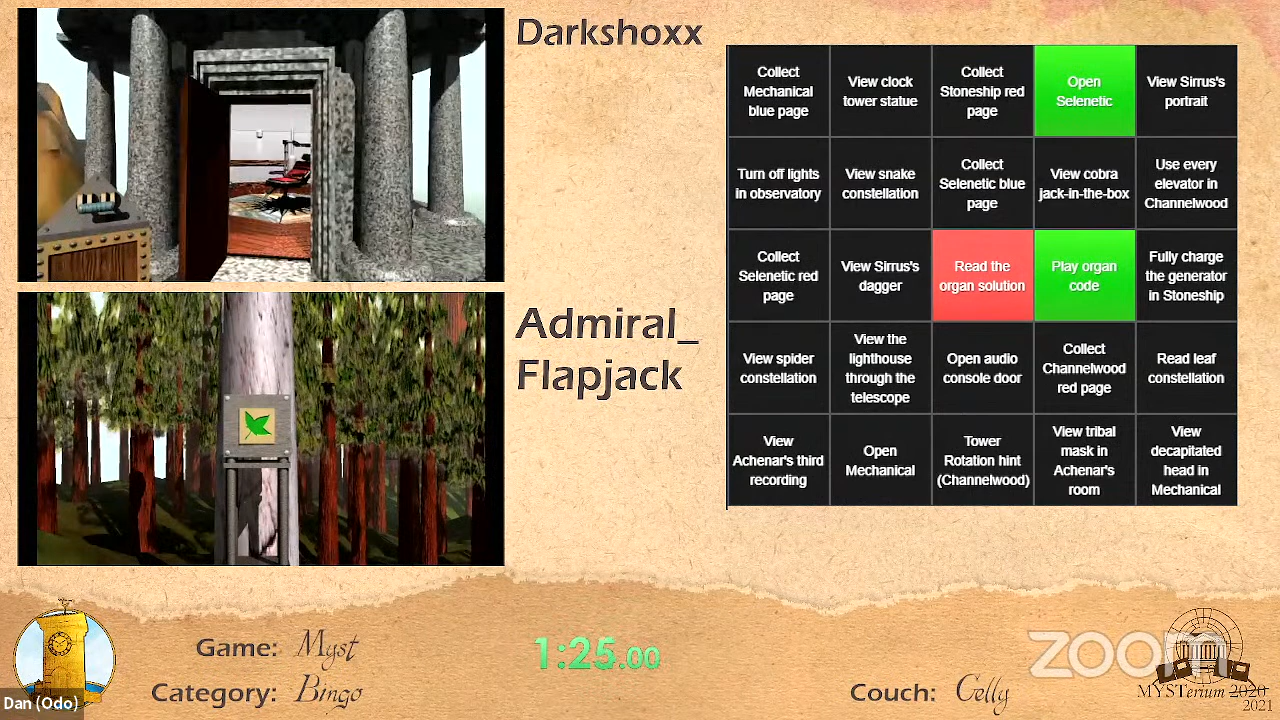 Darkshoxx
Admiral_
Flapjack
Collect
Mechanical
blue page
View clock
tower statue
Collect
Stoneship red
page
Open
Selenetic
View Sirrus's
portrait
Turn off lights
in observatory
View snake
constellation
Collect
Selenetic blue
page
View cobra
jack-in-the-box
Use every
elevator in
Channelwood
Collect
Selenetic red
page
View Sirrus's
dagger
Read the
organ solution
Play organ
code
Fully charge
the generator
in Stoneship
View spider
constellation
View the
lighthouse
through the
telescope
Open audio
console door
Collect
Channelwood
red page
Read leaf
constellation
View
Achenar's third
recording
Open
Mechanical
Tower
Rotation hint
(Channelwood)
View tribal
mask in
Achenar's
room
View
decapitated
head in
Mechanical
Game: Myst
Category: Bingo
1:25.00
Couch: Celly
zoom
MYSTerium 2020
2021
Dan (Odo)